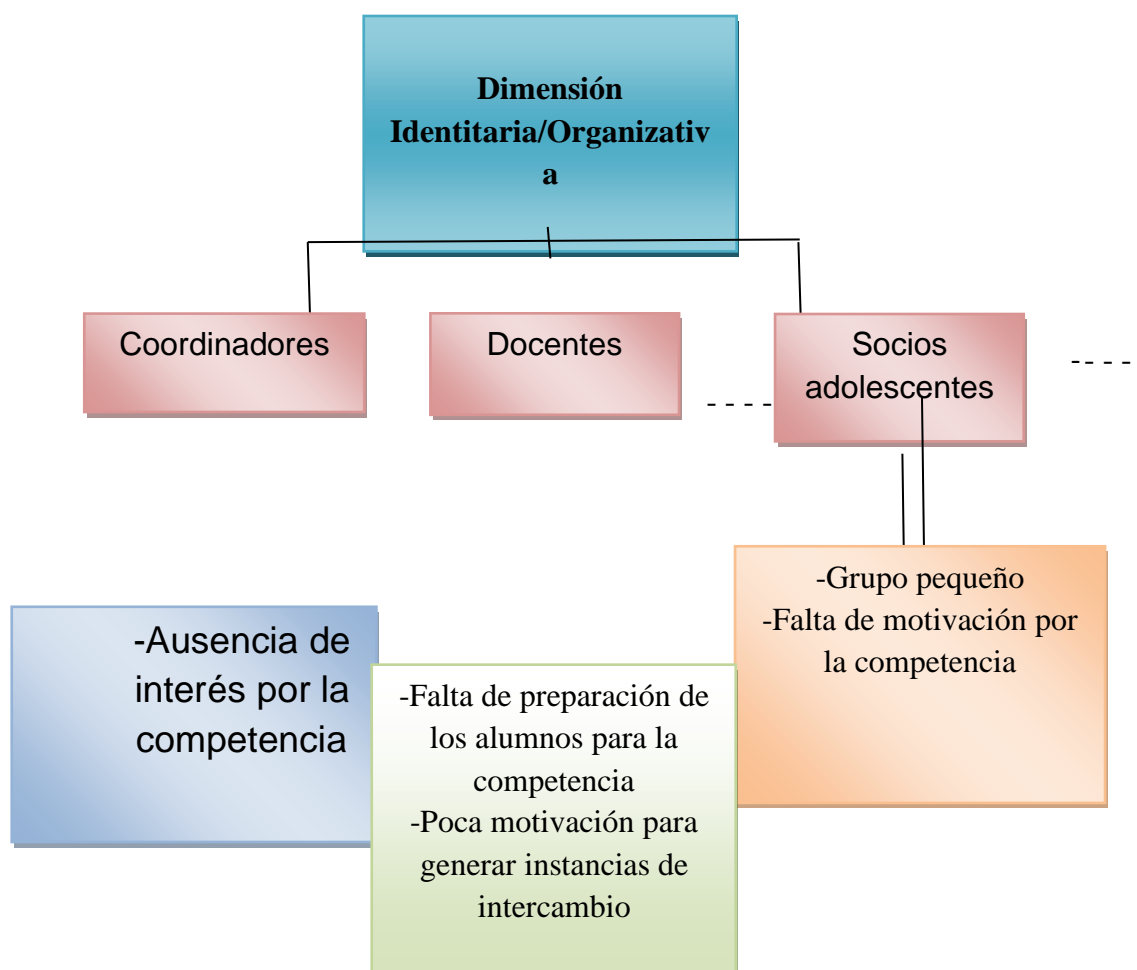 Dimensión
Identitaria/Organizativ
a
Coordinadores
Docentes
Socios
adolescentes
-Ausencia de
interés por la
competencia
-Falta de preparación de
los alumnos para la
competencia
-Poca motivación para
generar instancias de
intercambio
-Grupo pequeño
-Falta de motivación por
la competencia